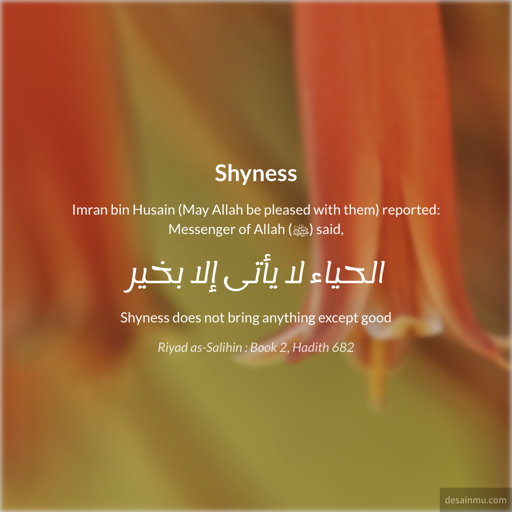 Shyness
Imran bin Husain (May Allah be pleased with them) reported:
Messenger of Allah (ﷺ) said,
الحياء لا يأتى إلا بخير
Shyness does not bring anything except good
Riyad as-Salihin : Book 2, Hadith 682
desainmu.com